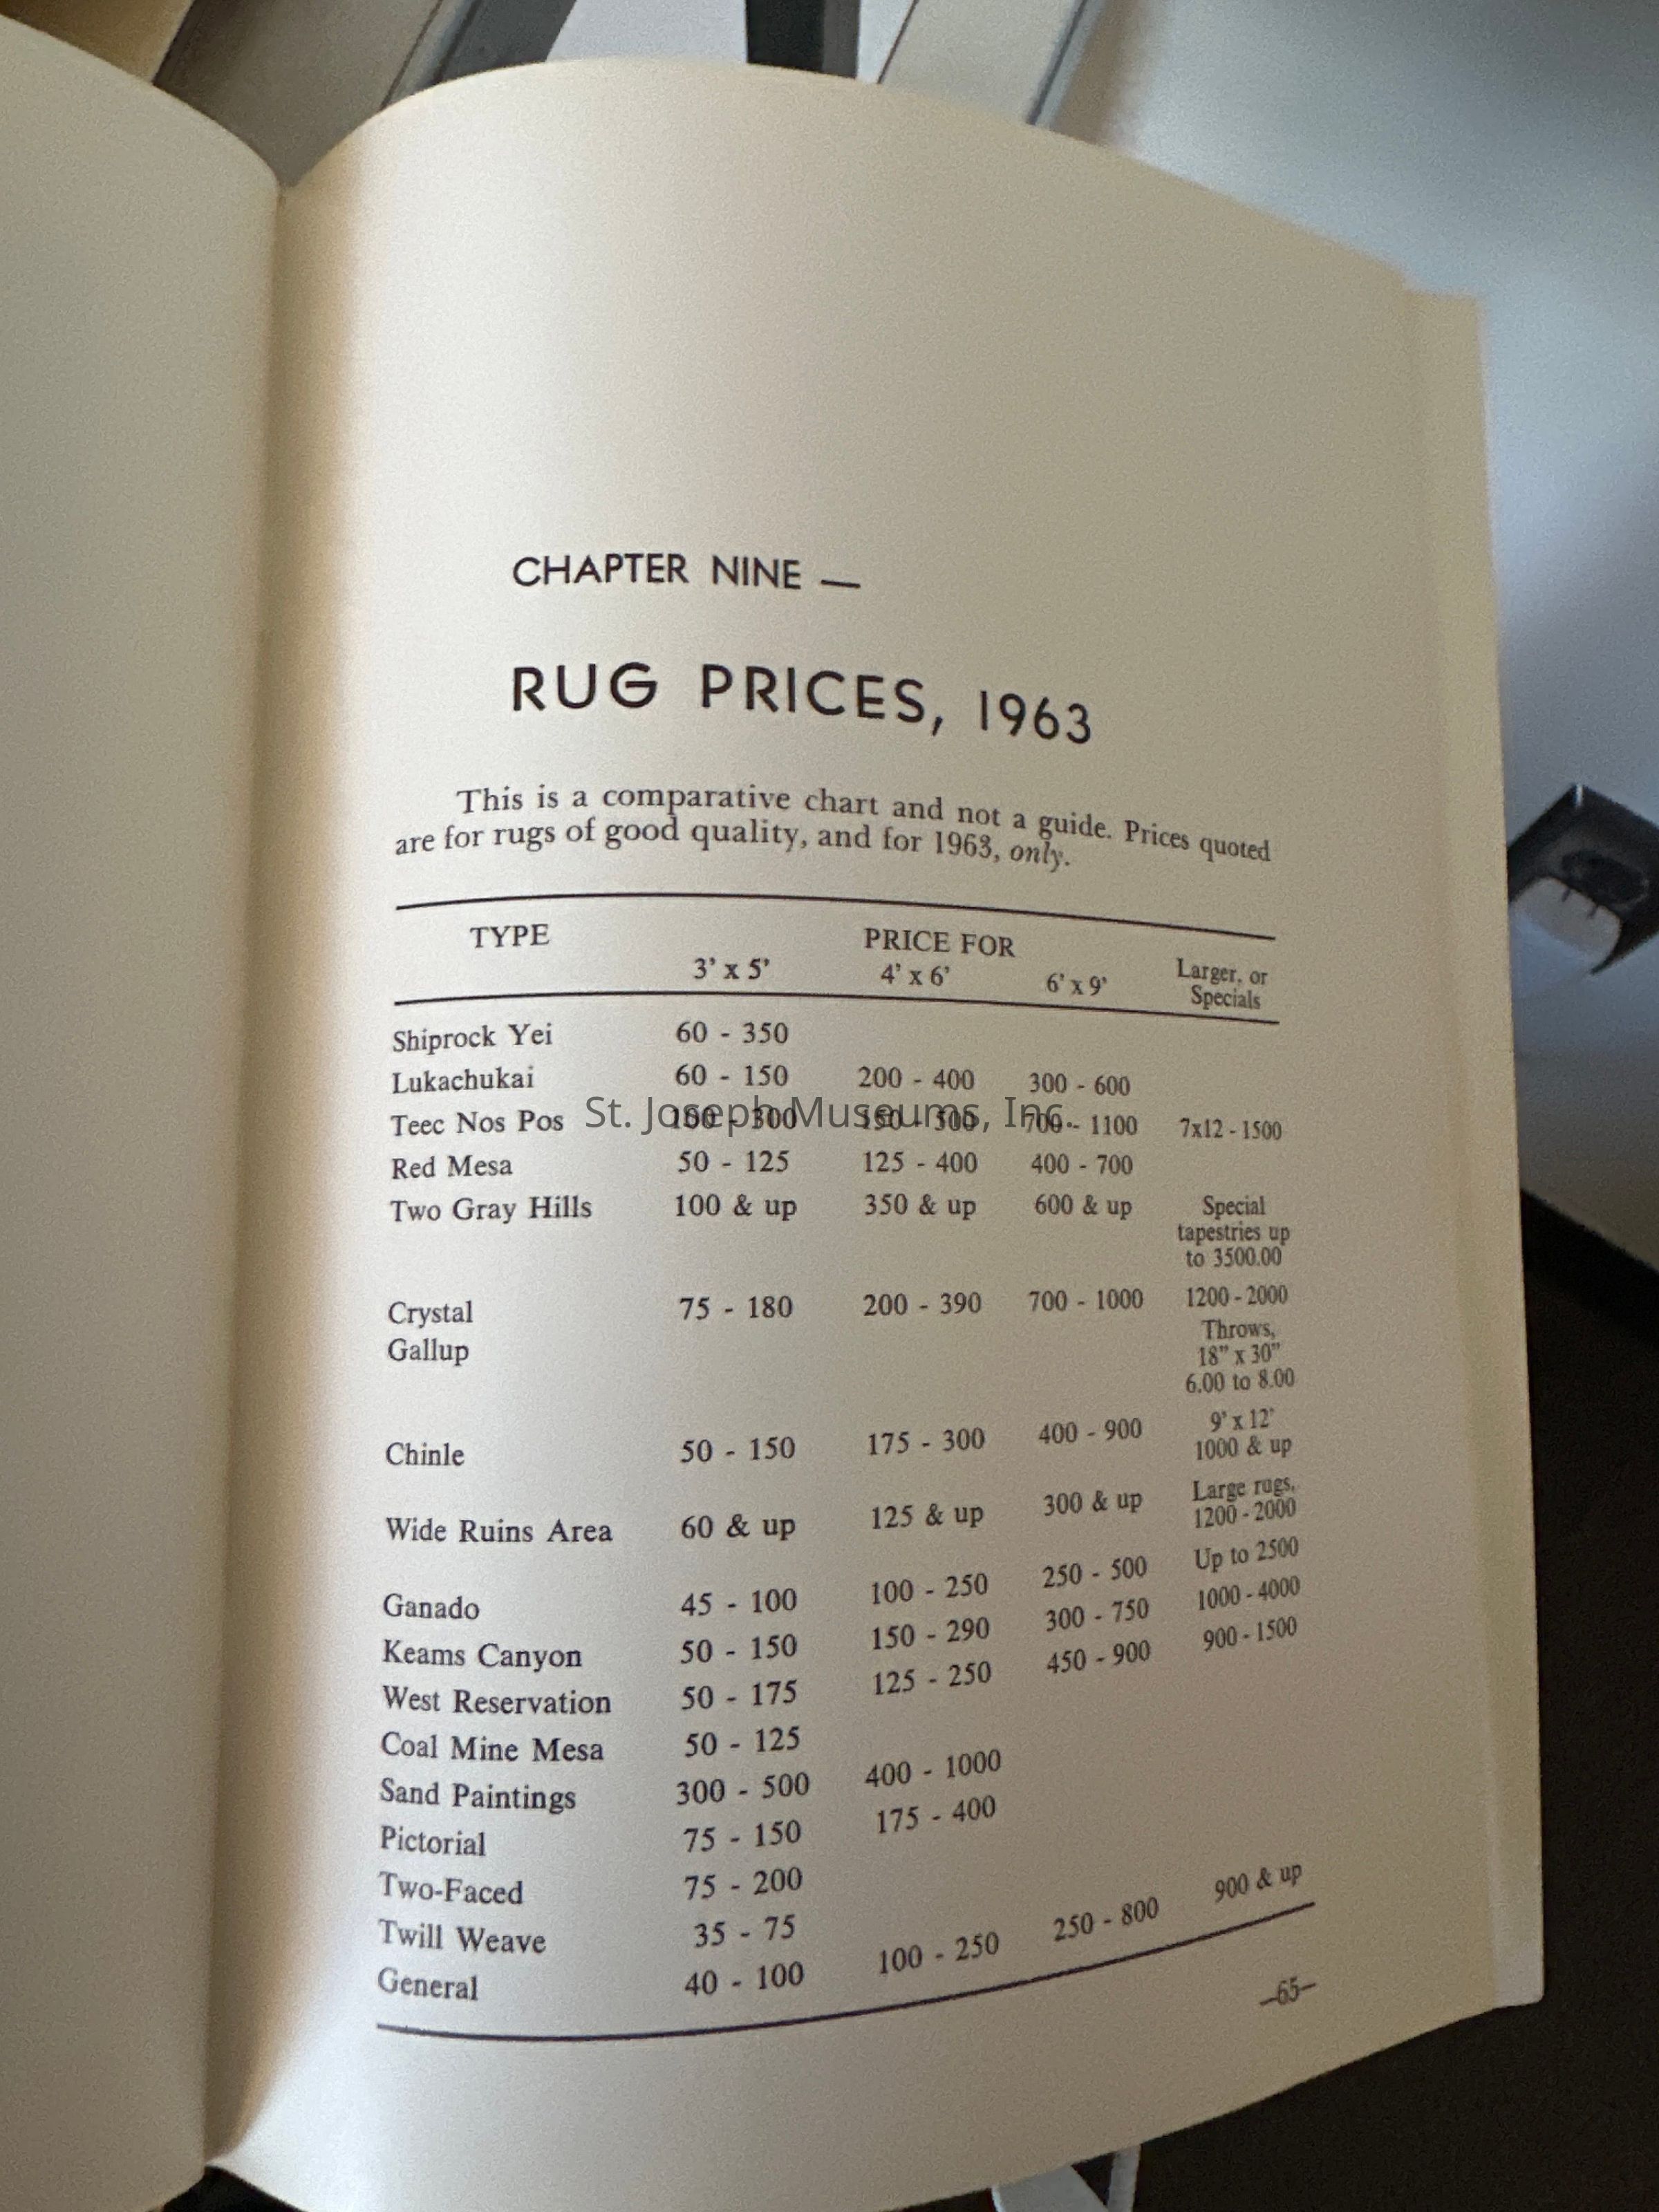 CHAPTER NINE —
RUG PRICES, 1963
This is a comparative chart and not a guide. Prices quoted
are for rugs of good quality, and for 1963, only.
TYPE PRICE FOR
3' x 5' 4' x 6' 6' x 9' Larger, or
Specials
Shiprock Yei 60 - 350
Lukachukai 60 - 150 200 - 400 300 - 600
Teec Nos Pos - 300 - 1100 7x12 - 1500
St. Joseph Museums, Inc.
Red Mesa 50 - 125 125 - 400 400 - 700
Two Gray Hills 100 & up 350 & up 600 & up Special
tapestries up
to 3500.00
Crystal 75 - 180 200 - 390 700 - 1000 1200 - 2000
Gallup Throws,
18" x 30"
6.00 to 8.00
9' x 12'
Chinle 50 - 150 175 - 300 400 - 900 1000 & up
Large rugs,
Wide Ruins Area 60 & up 125 & up 300 & up 1200 - 2000
Ganado 45 - 100 100 - 250 250 - 500 Up to 2500
Keams Canyon 50 - 150 150 - 290 300 - 750 1000 - 4000
West Reservation 50 - 175 125 - 250 450 - 900 900 - 1500
Coal Mine Mesa 50 - 125
Sand Paintings 300 - 500 400 - 1000
Pictorial 75 - 150 175 - 400
Two-Faced 75 - 200
Twill Weave 35 - 75
General 40 - 100 100 - 250 250 - 800 900 & up
–65–